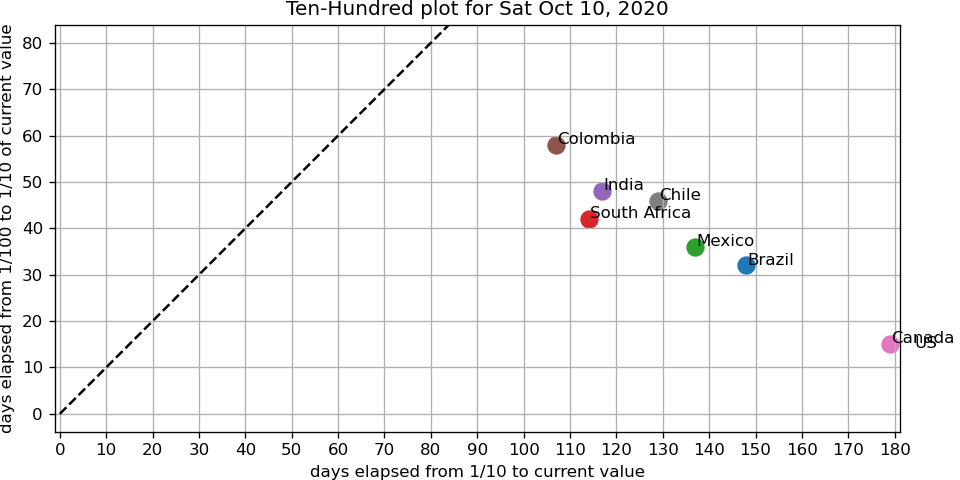 Ten-Hundred plot for Sat Oct 10, 2020
days elapsed from 1/100 to 1/10 of current value
80
70
60
50
40
30
20
10
0
Colombia
India
Chile
South Africa
Mexico
Brazil
Canada
US
0 10 20 30 40 50 60 70 80 90 100 110 120 130 140 150 160 170 180
days elapsed from 1/10 to current value